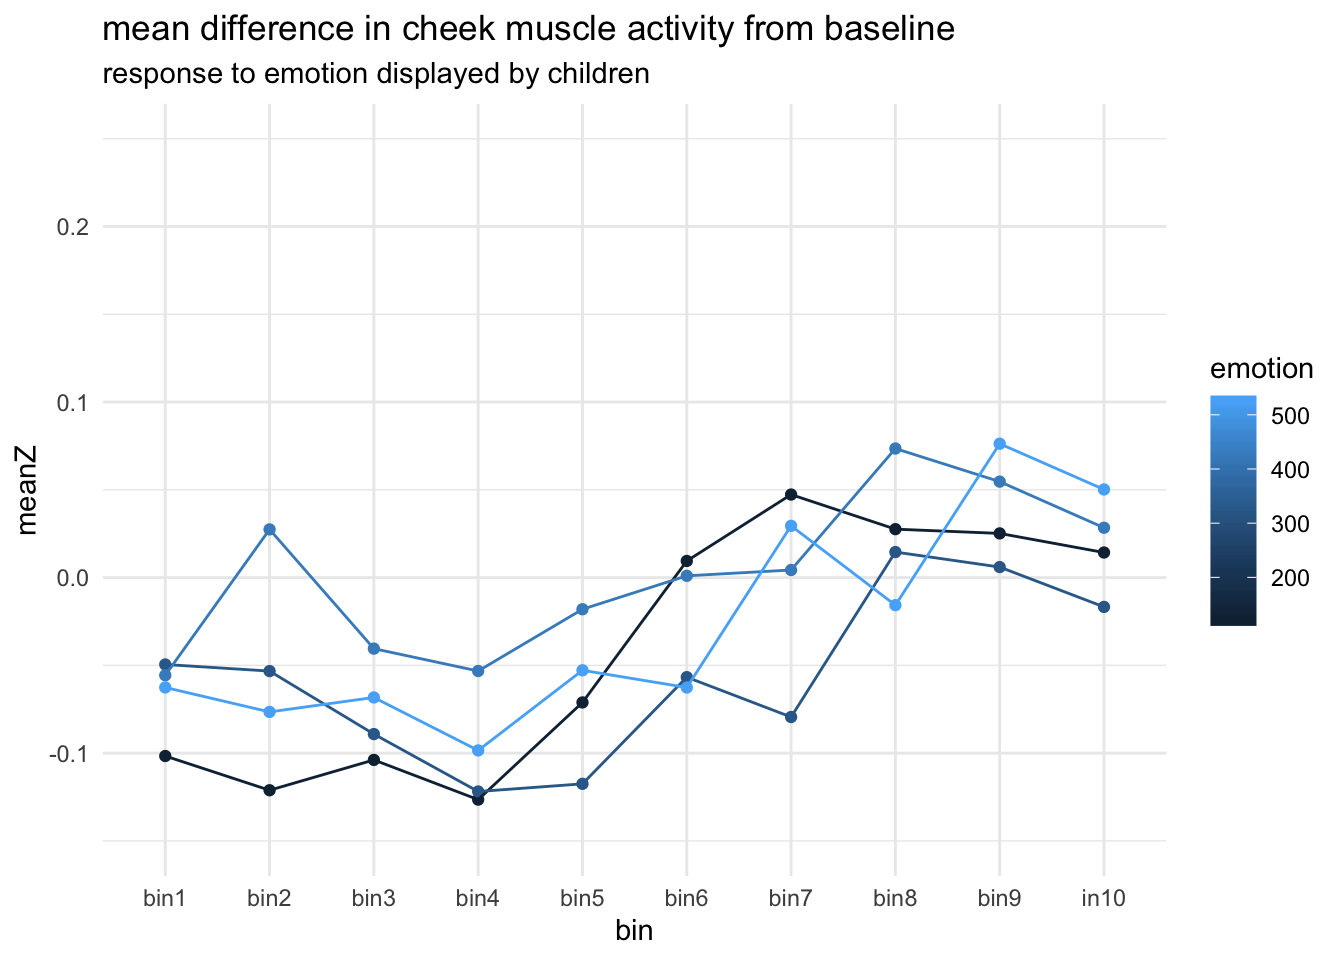 mean difference in cheek muscle activity from baseline
response to emotion displayed by children
meanZ
0.2
0.1
0.0
-0.1
bin1 bin2 bin3 bin4 bin5 bin6 bin7 bin8 bin9 in10
bin
emotion
500
400
300
200